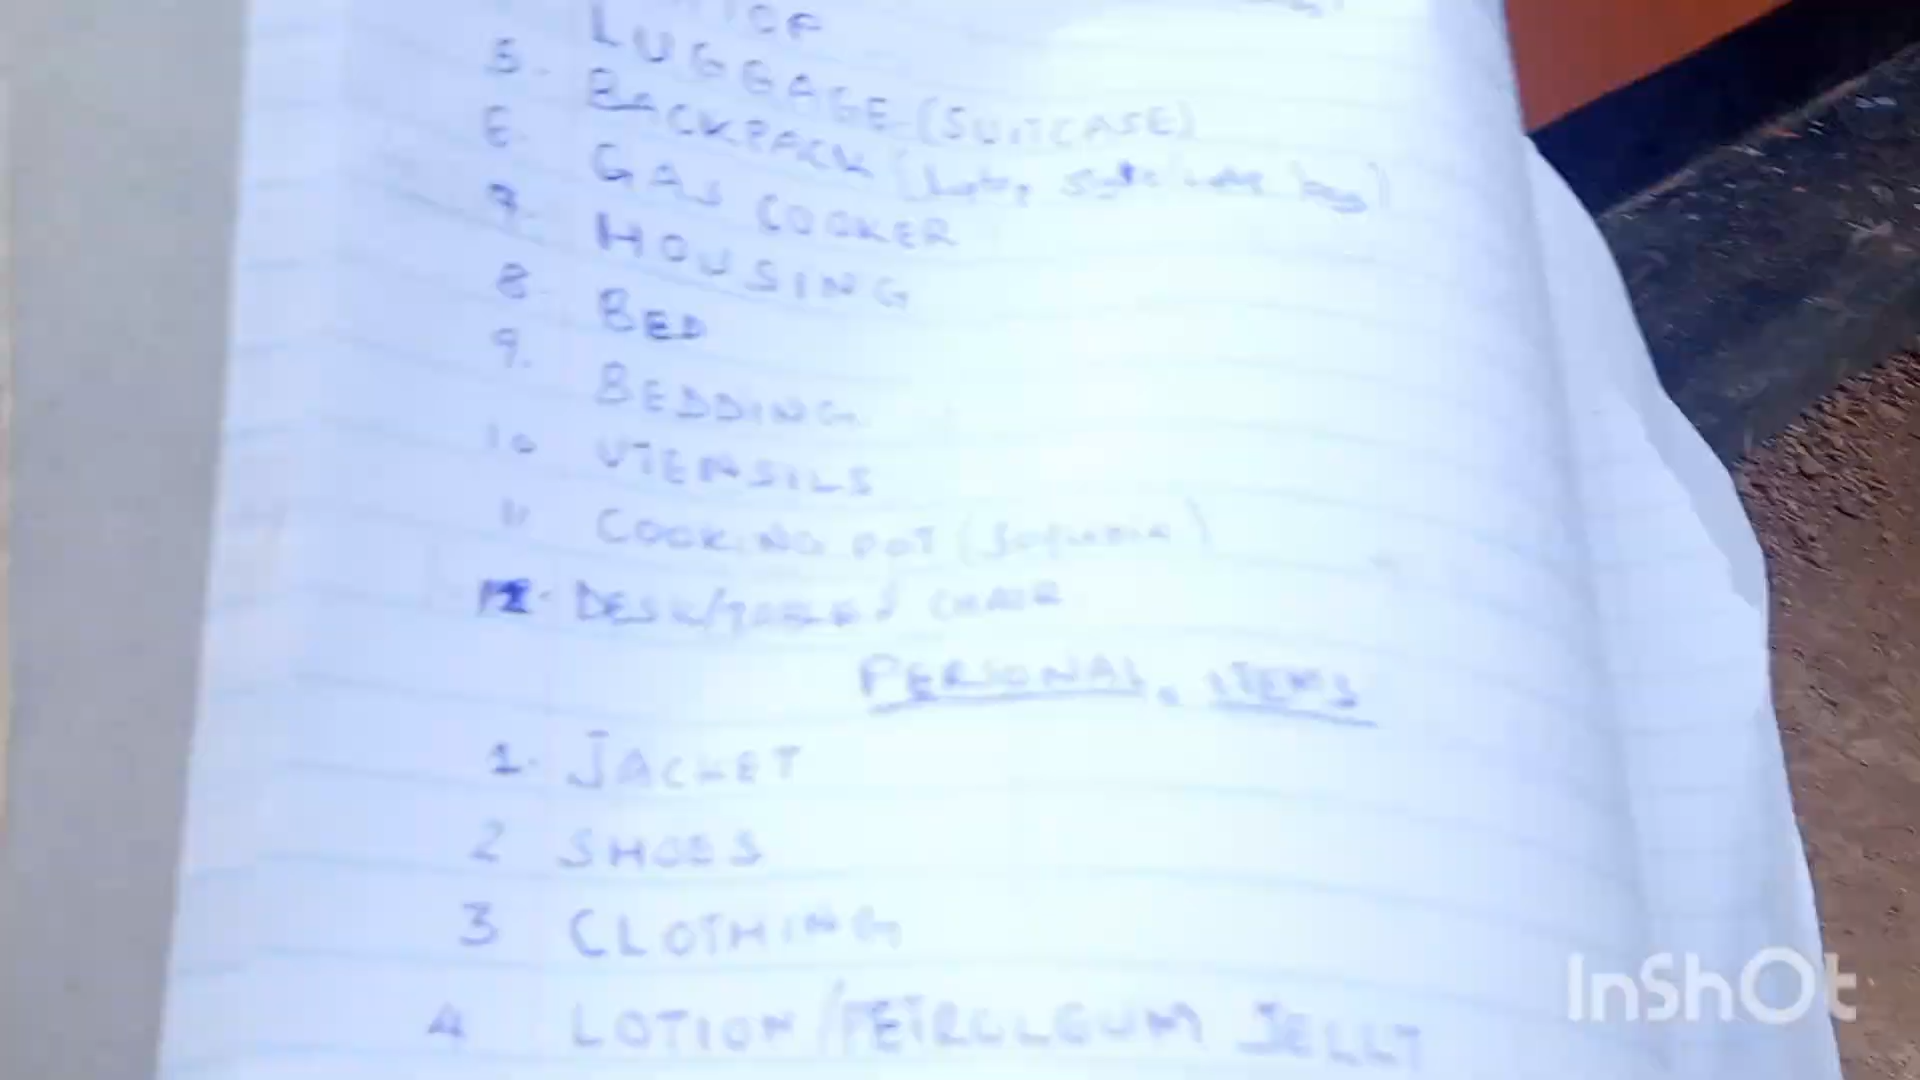 5. LUGGAGE (SUITCASE)
6. BACKPACK (
7. GAS COOKER
HOUSING
8. BED
9. BEDDING
10 UTENSILS
11 COOKING POT (Sufuria)
12. DESK/TABLE & CHAIR
PERSONAL ITEMS
1. JACKET
2 SHOES
3 CLOTHING
4 LOTION/PETROLEUM JELLY
InShOt